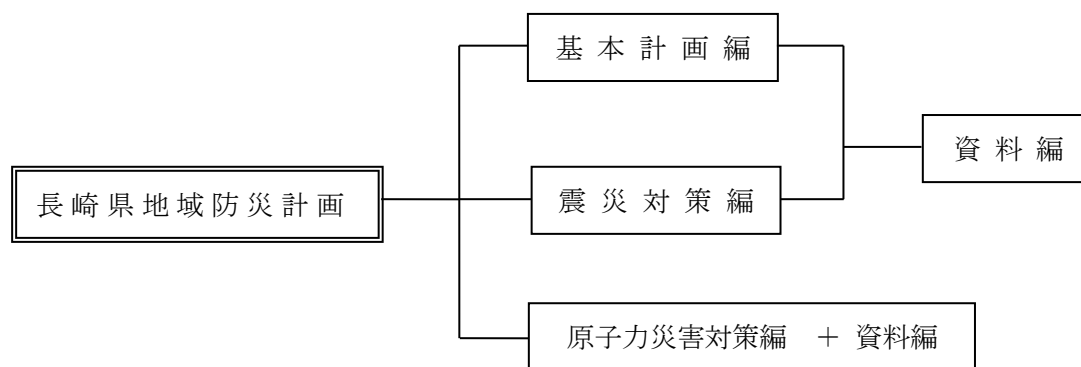 基本計画編
資料編
長崎県地域防災計画
震災対策編
原子力災害対策編 + 資料編